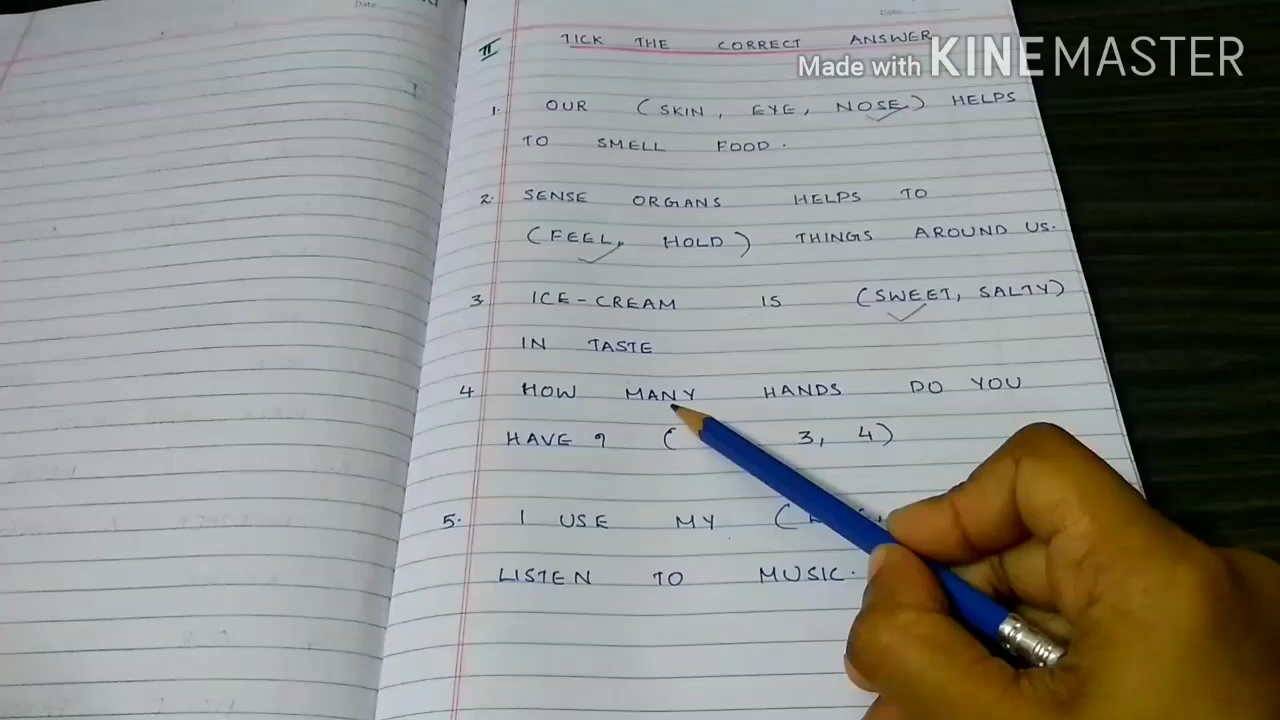 Date
Date
Made with KINEMASTER
II TICK THE CORRECT ANSWER
1. OUR (SKIN, EYE, NOSE) HELPS
TO SMELL FOOD.
2. SENSE ORGANS HELPS TO
(FEEL, HOLD) THINGS AROUND US.
3 ICE-CREAM IS (SWEET, SALTY)
IN TASTE
4 HOW MANY HANDS DO YOU
HAVE ? ( 3, 4)
5. I USE MY (
LISTEN TO MUSIC.